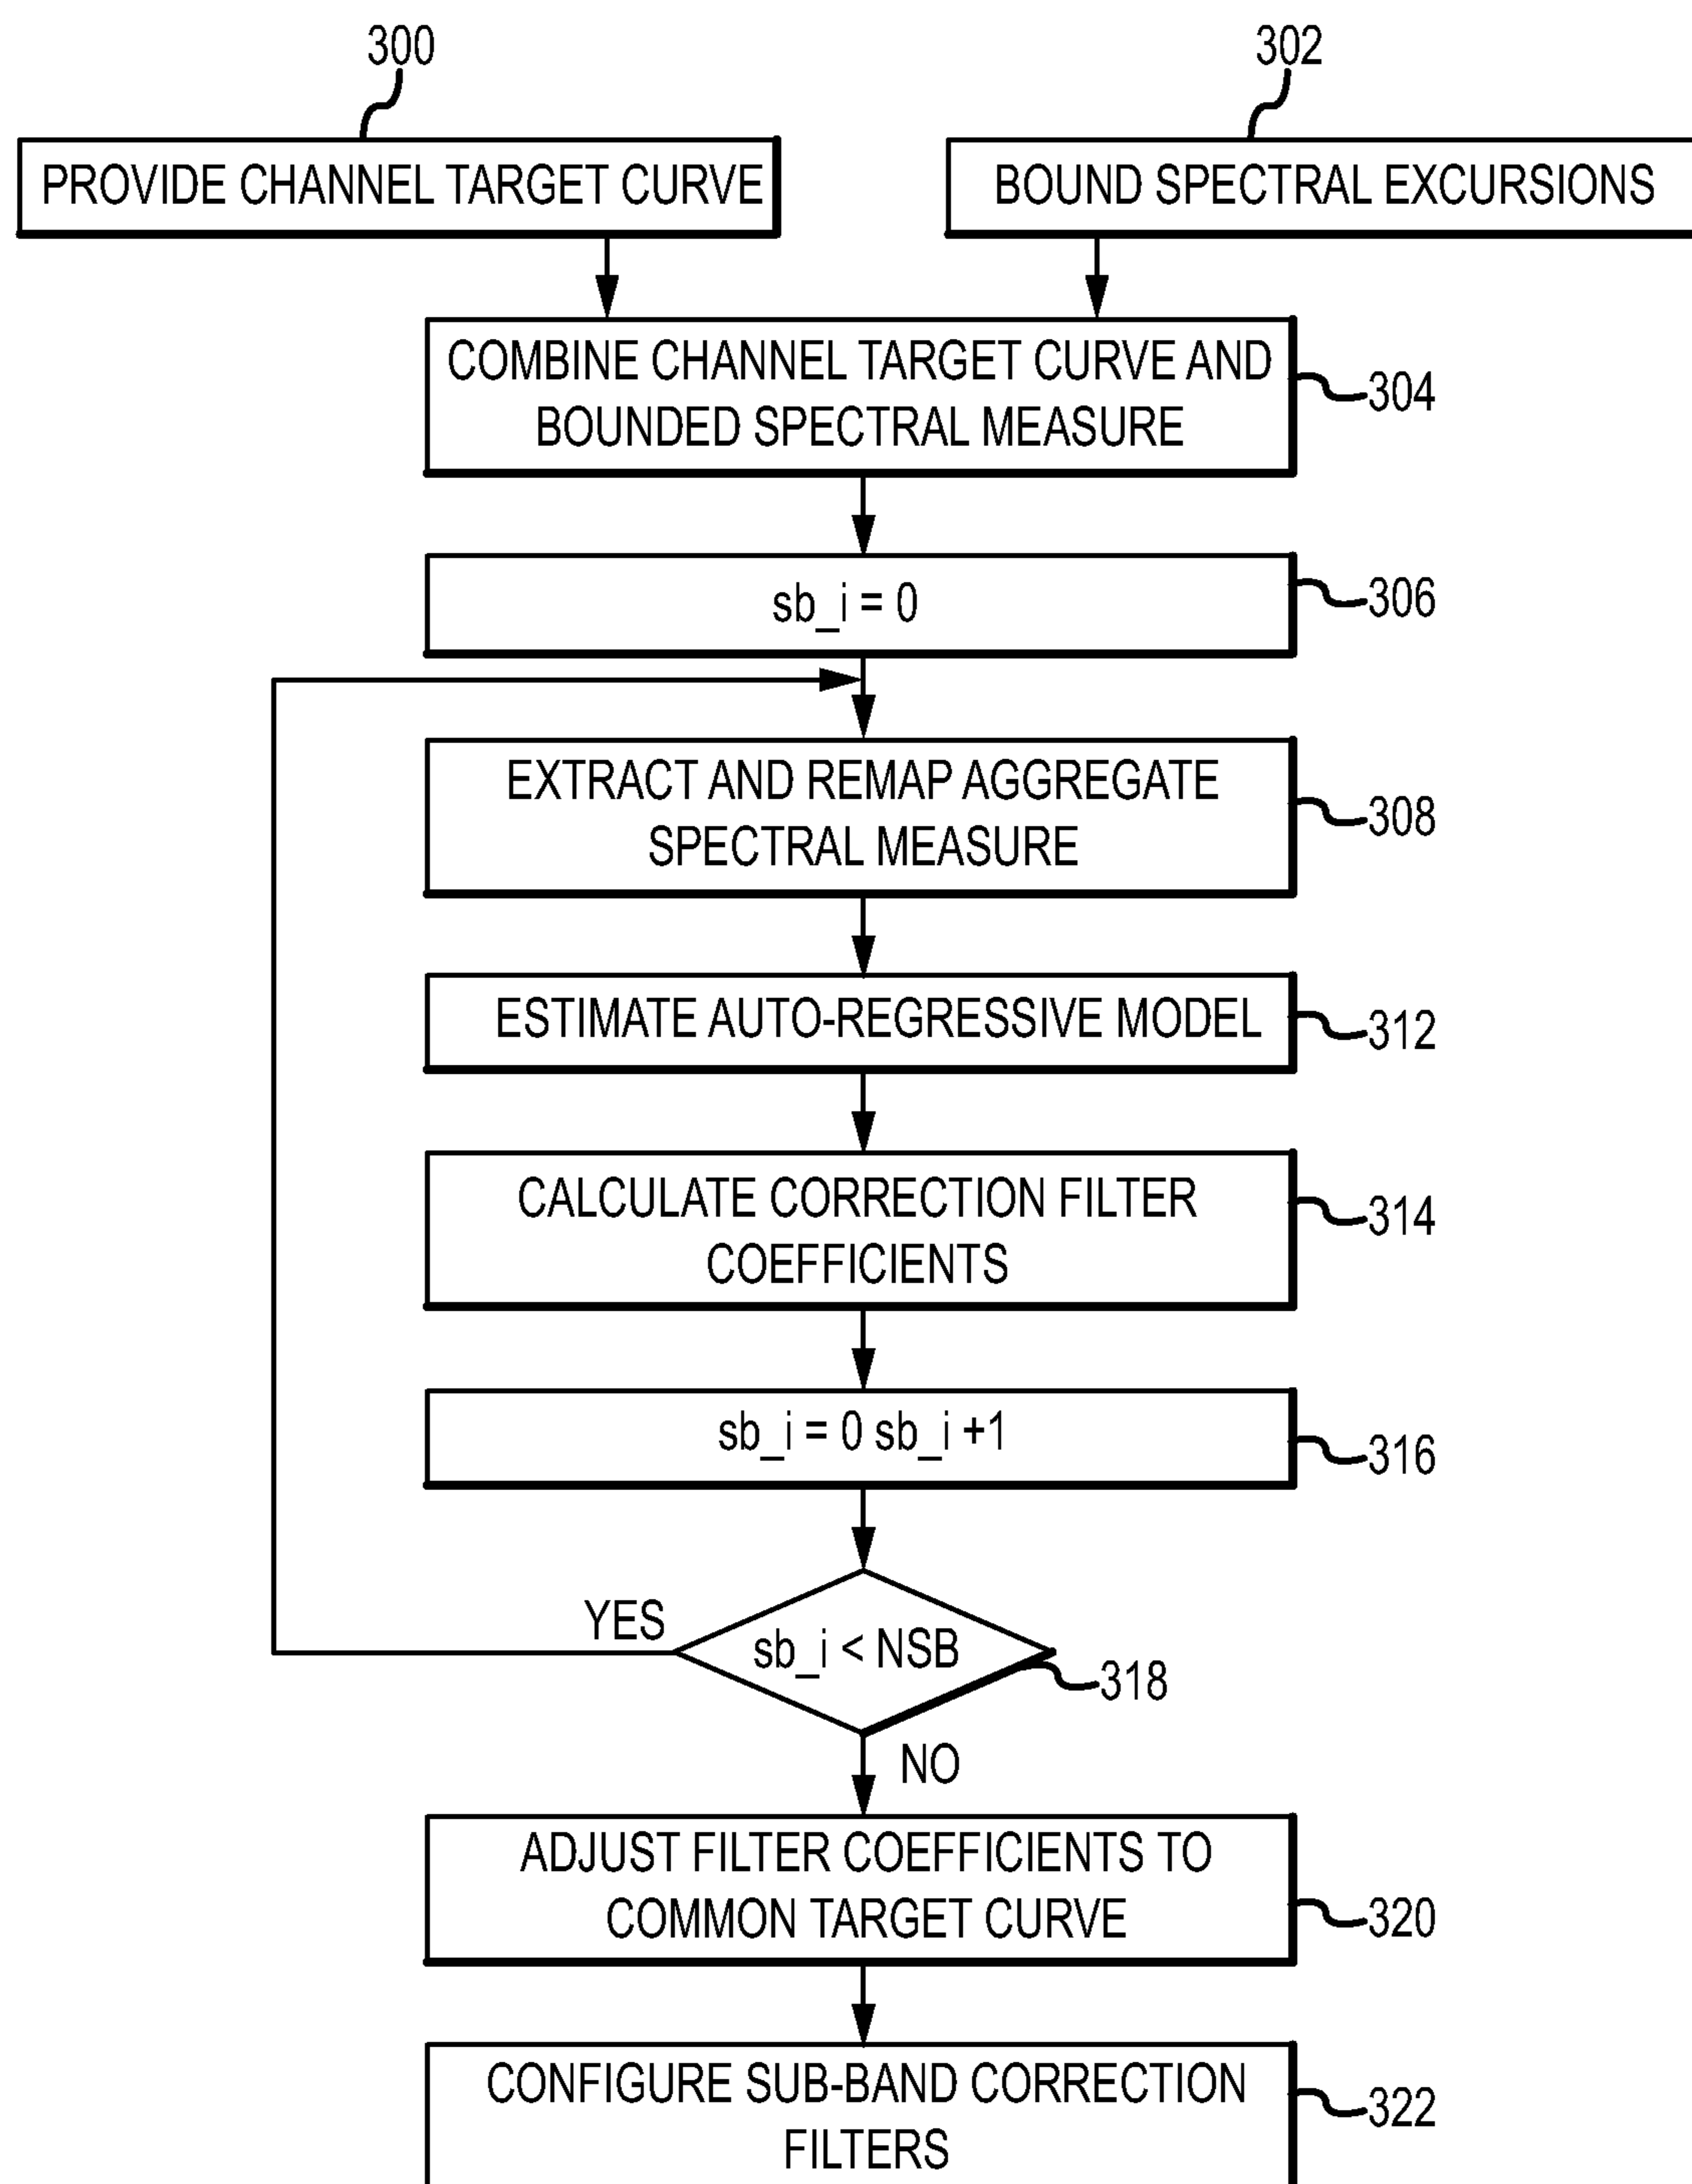 300
302
PROVIDE CHANNEL TARGET CURVE
BOUND SPECTRAL EXCURSIONS
COMBINE CHANNEL TARGET CURVE AND
BOUNDED SPECTRAL MEASURE
304
sb_i = 0
306
EXTRACT AND REMAP AGGREGATE
SPECTRAL MEASURE
308
ESTIMATE AUTO-REGRESSIVE MODEL
312
CALCULATE CORRECTION FILTER
COEFFICIENTS
314
sb_i = 0 sb_i +1
316
YES
sb_i < NSB
318
NO
ADJUST FILTER COEFFICIENTS TO
COMMON TARGET CURVE
320
CONFIGURE SUB-BAND CORRECTION
FILTERS
322